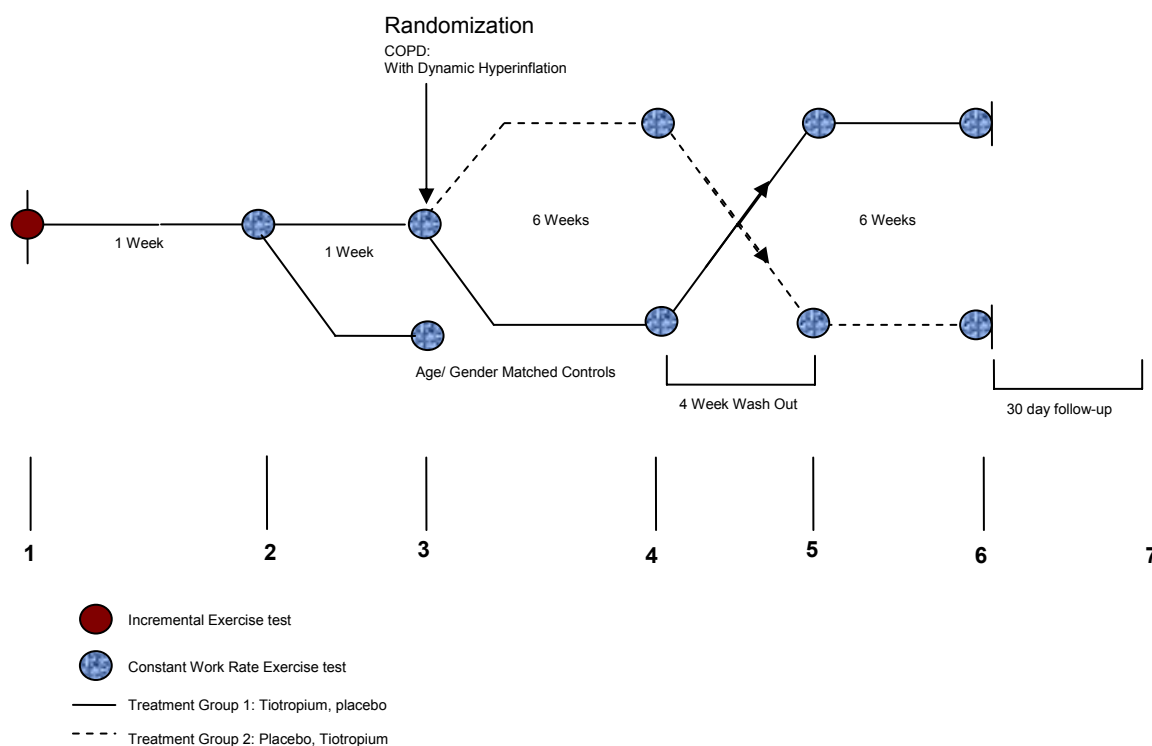 Randomization
COPD:
With Dynamic Hyperinflation
6 Weeks
6 Weeks
1 Week
1 Week
Age/ Gender Matched Controls
4 Week Wash Out
30 day follow-up
1
2
3
4
5
6
7
Incremental Exercise test
Constant Work Rate Exercise test
Treatment Group 1: Tiotropium, placebo
Treatment Group 2: Placebo, Tiotropium